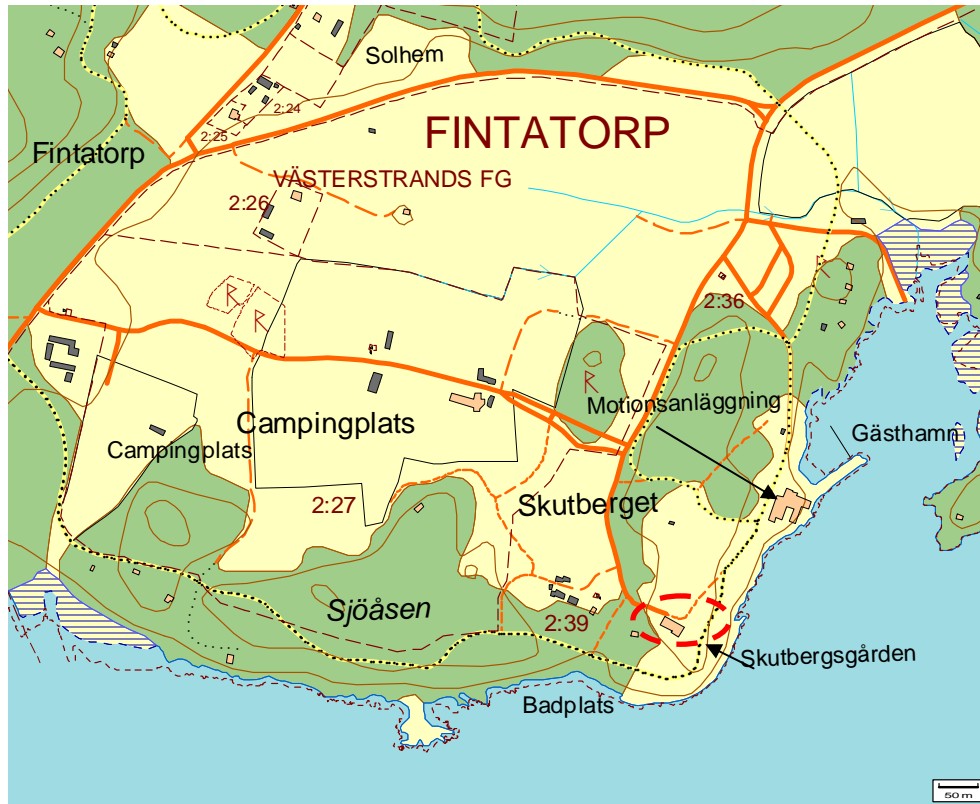 Solhem
2:24
2:25
FINTATORP
Fintatorp
VÄSTERSTRANDS FG
2:26
R
R
2:36
R
R
Motionsanläggning
Campingplats
Campingplats
Gästhamn
2:27
Skutberget
Sjöåsen
2:39
Skutbergsgården
Badplats
50 m